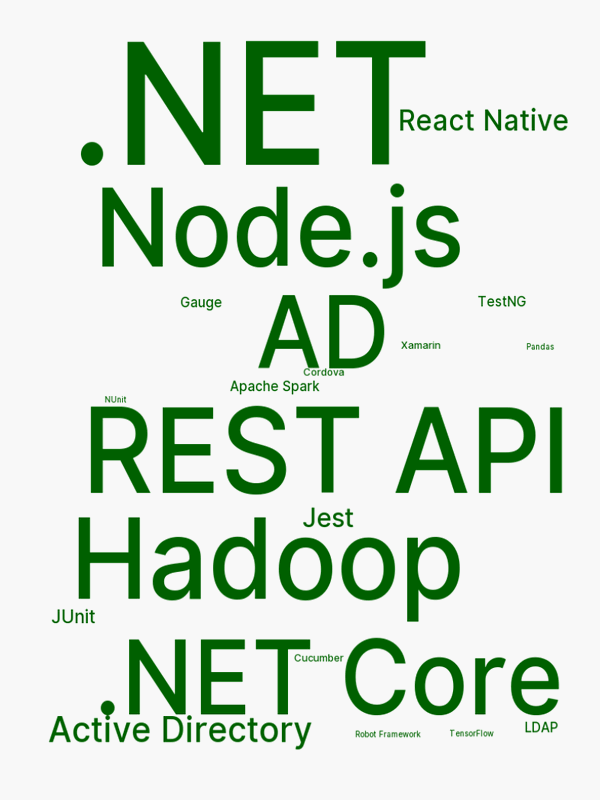 .NET
React Native
Node.js
Gauge
AD
TestNG
Xamarin
Pandas
Cordova
Apache Spark
NUnit
REST API
Jest
Hadoop
JUnit
.NET Core
Cucumber
Active Directory
Robot Framework
TensorFlow
LDAP